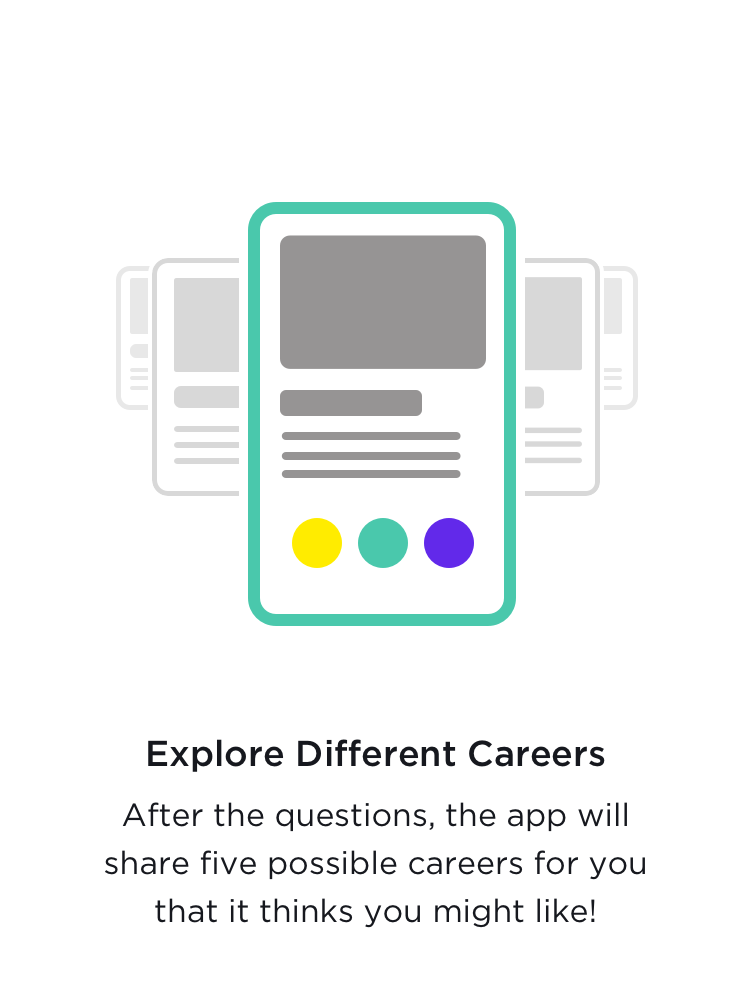 Explore Different Careers
After the questions, the app will
share five possible careers for you
that it thinks you might like!